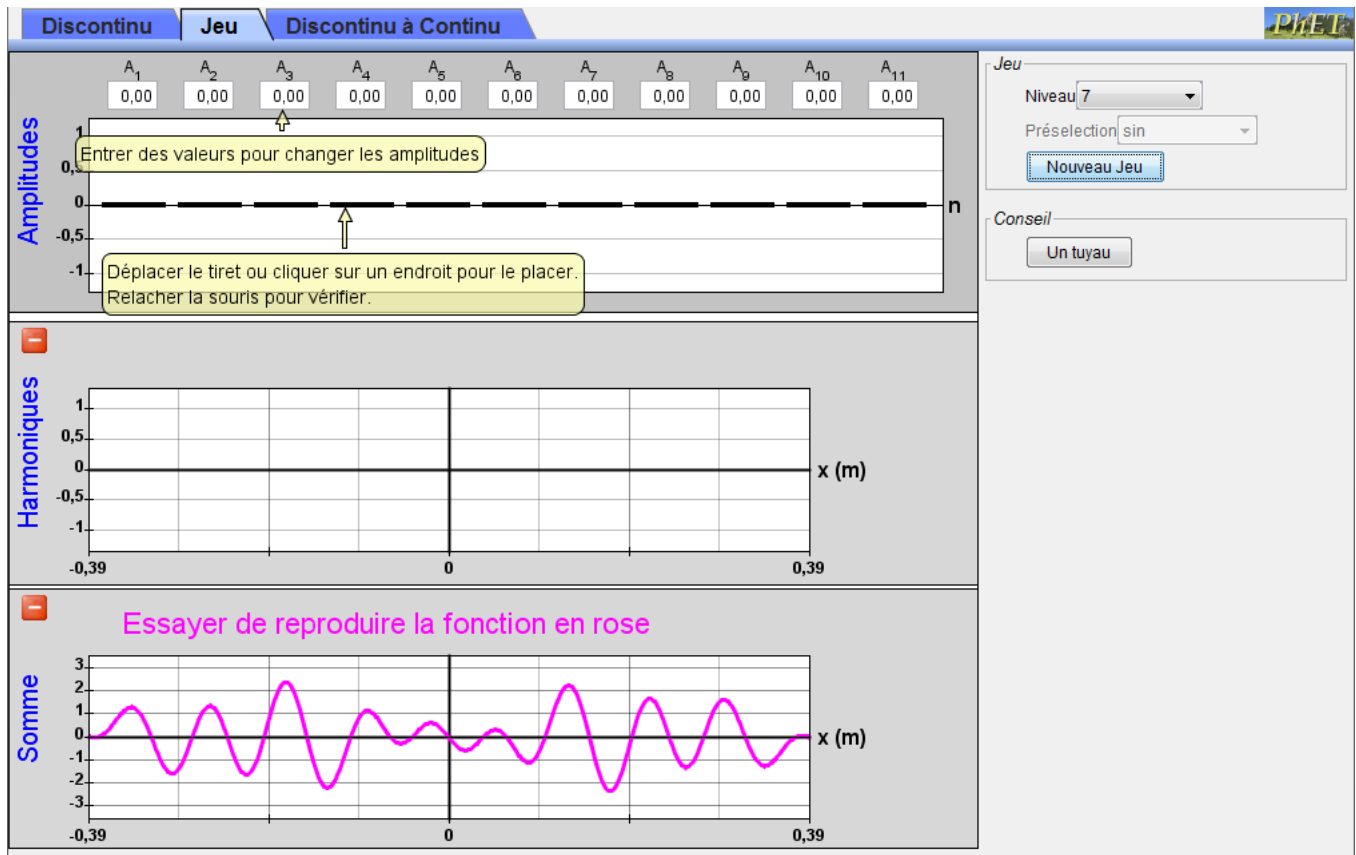 Discontinu Jeu Discontinu à Continu PhET
A1 A2 A3 A4 A5 A6 A7 A8 A9 A10 A11
0,00 0,00 0,00 0,00 0,00 0,00 0,00 0,00 0,00 0,00 0,00
Amplitudes
1
Entrer des valeurs pour changer les amplitudes
0 n
-0,5
-1
Déplacer le tiret ou cliquer sur un endroit pour le placer.
Relacher la souris pour vérifier.
Harmoniques
1
0,5
0 x (m)
-0,5
-1
-0,39 0 0,39
Essayer de reproduire la fonction en rose
Somme
3
2
1
0 x (m)
-1
-2
-3
-0,39 0 0,39
Jeu
Niveau 7
Préselection sin
Nouveau Jeu
Conseil
Un tuyau